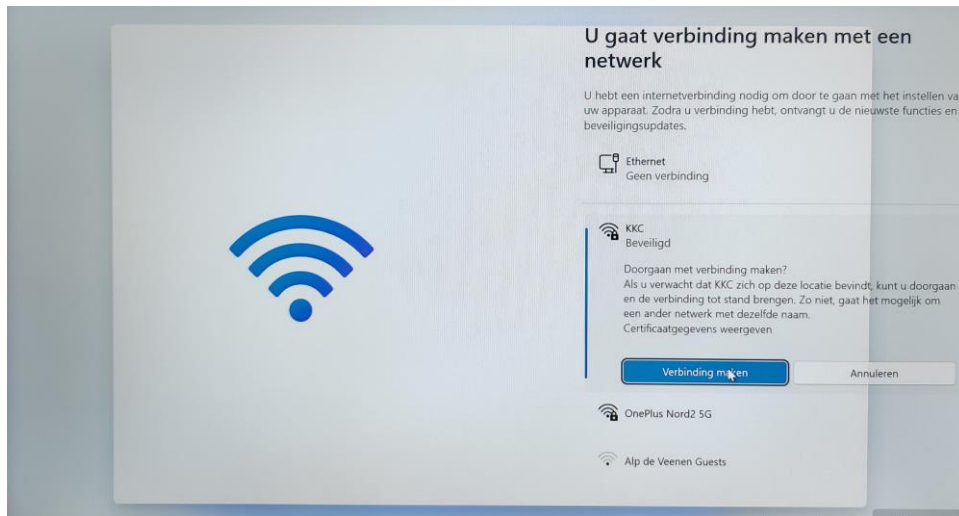 U gaat verbinding maken met een
netwerk
U hebt een internetverbinding nodig om door te gaan met het instellen va
uw apparaat. Zodra u verbinding hebt, ontvangt u de nieuwste functies en
beveiligingsupdates.
Ethernet
Geen verbinding
KKC
Beveiligd
Doorgaan met verbinding maken?
Als u verwacht dat KKC zich op deze locatie bevindt, kunt u doorgaan
en de verbinding tot stand brengen. Zo niet, gaat het mogelijk om
een ander netwerk met dezelfde naam.
Certificaatgegevens weergeven
Verbinding maken
Annuleren
OnePlus Nord2 5G
Alp de Veenen Guests